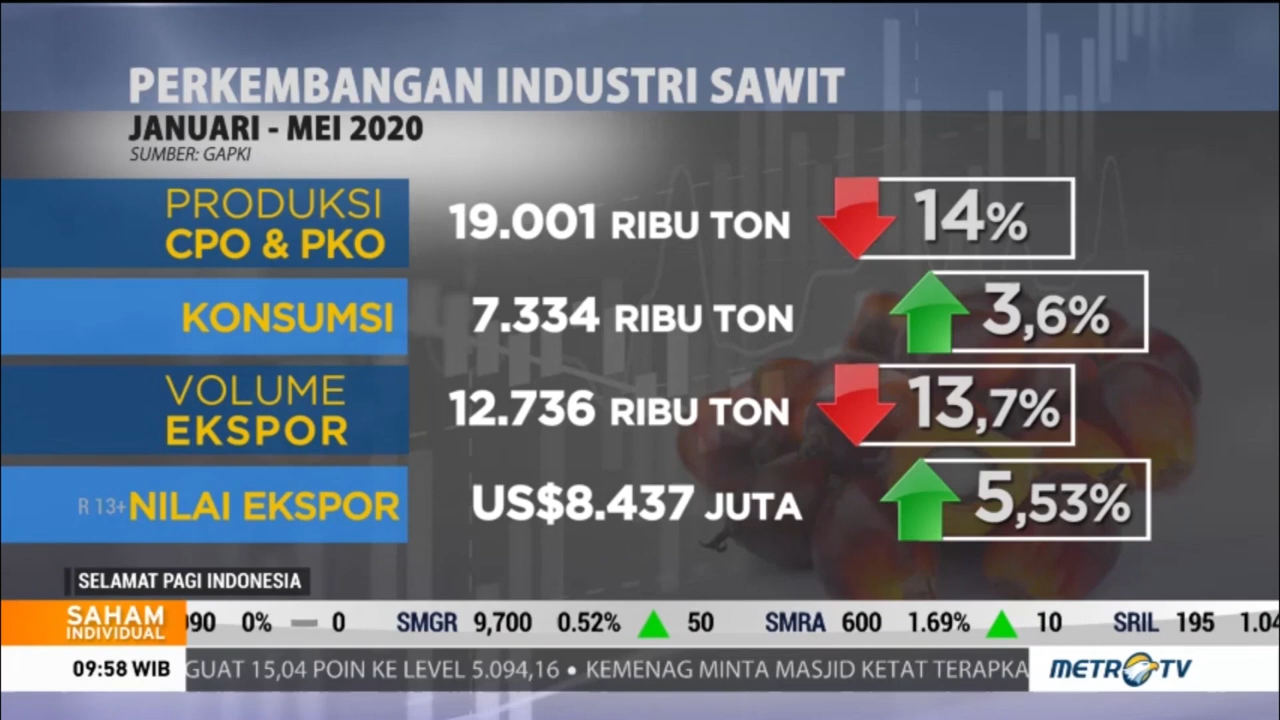 PERKEMBANGAN INDUSTRI SAWIT
JANUARI - MEI 2020
SUMBER: GAPKI
PRODUKSI
CPO & PKO
19.001 RIBU TON
14%
KONSUMSI
7.334 RIBU TON
3,6%
VOLUME
EKSPOR
12.736 RIBU TON
13,7%
R 13+
NILAI EKSPOR
US$8.437 JUTA
5,53%
SELAMAT PAGI INDONESIA
SAHAM
INDIVIDUAL
090 0% 0 SMGR 9,700 0.52% 50 SMRA 600 1.69% 10 SRIL 195 1.04
09:58 WIB
GUAT 15,04 POIN KE LEVEL 5.094,16 • KEMENAG MINTA MASJID KETAT TERAPKA
METRO TV